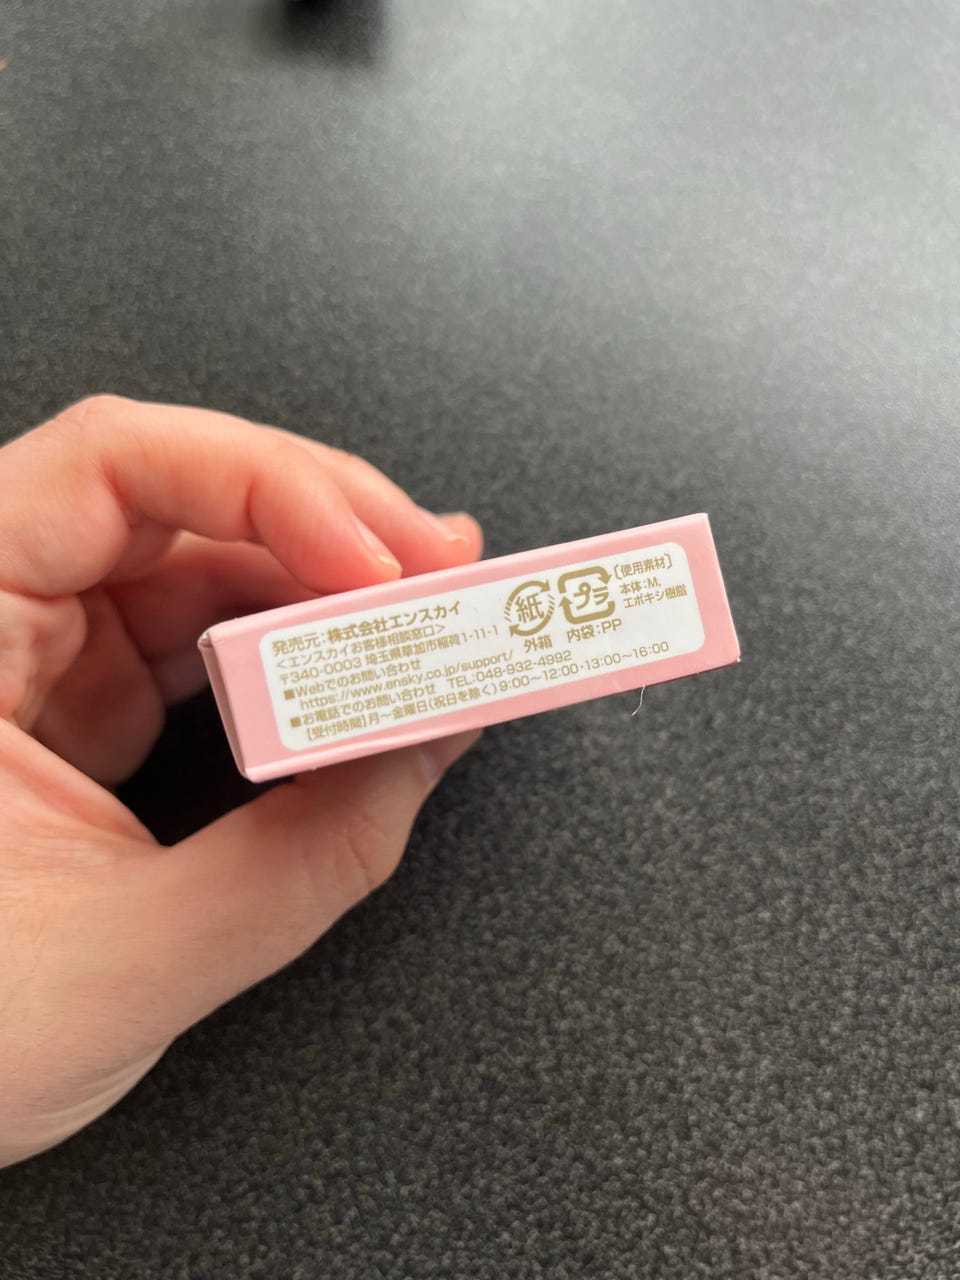 発売元:株式会社エンスカイ
<エンスカイお客様相談窓口>
〒340-0003 埼玉県草加市稲荷1-11-1
■Webでのお問い合わせ
https://www.ensky.co.jp/support/
■お電話でのお問い合わせ TEL:048-932-4992
[受付時間]月〜金曜日(祝日を除く)9:00〜12:00・13:00〜16:00
紙
外箱
プラ
内袋:PP
[使用素材]
本体:M,
エポキシ樹脂